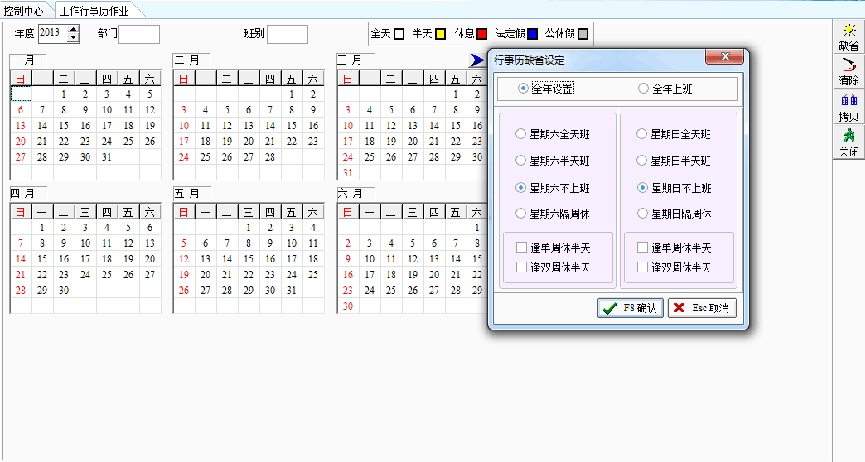 控制中心 工作行事历作业
年度 2013 部门 班别 全天 半天 休息 法定假 公休假
缺省
清除
拷贝
关闭
月
日 二 三 四 五 六
1 2 3 4 5
6 7 8 9 10 11 12
13 14 15 16 17 18 19
20 21 22 23 24 25 26
27 28 29 30 31
二 月
日 二 三 四 五 六
1 2
3 4 5 6 7 8 9
10 11 12 13 14 15 16
17 18 19 20 21 22 23
24 25 26 27 28
三 月
日 二 三 四 五
1 2
3 4 5 6 7 8
10 11 12 13 14 15
17 18 19 20 21 22
24 25 26 27 28 29
31
四 月
日 一 二 三 四 五 六
1 2 3 4 5 6
7 8 9 10 11 12 13
14 15 16 17 18 19 20
21 22 23 24 25 26 27
28 29 30
五 月
日 一 二 三 四 五 六
1 2 3 4
5 6 7 8 9 10 11
12 13 14 15 16 17 18
19 20 21 22 23 24 25
26 27 28 29 30 31
六 月
日 一 二 三 四 五
1
2 3 4 5 6 7 8
9 10 11 12 13 14 15
16 17 18 19 20 21 22
23 24 25 26 27 28 29
30
行事历缺省设定
全年设置 全年上班
星期六全天班
星期六半天班
星期六不上班
星期六隔周休
逢单周休半天
逢双周休半天
星期日全天班
星期日半天班
星期日不上班
星期日隔周休
逢单周休半天
逢双周休半天
F8 确认 Esc 取消